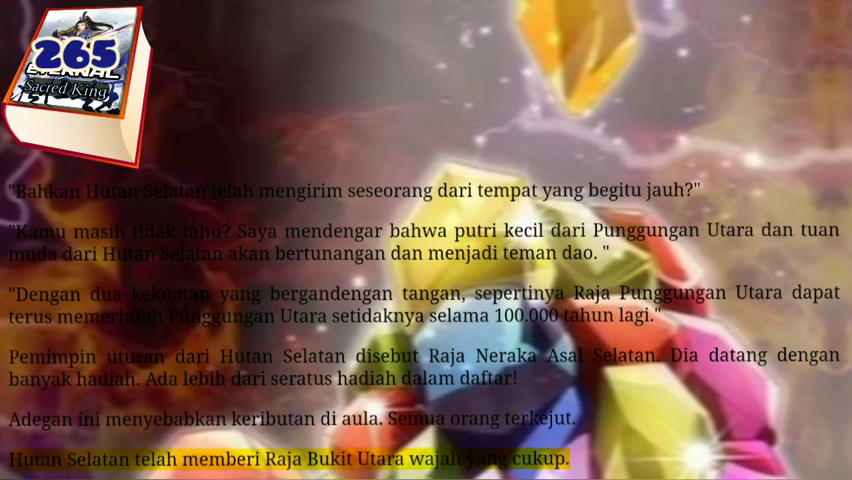 265
ETERNAL
Sacred King
"Bahkan Hutan Selatan telah mengirim seseorang dari tempat yang begitu jauh?"
"Kamu masih tidak tahu? Saya mendengar bahwa putri kecil dari Punggungan Utara dan tuan
muda dari Hutan Selatan akan bertunangan dan menjadi teman dao. "
"Dengan dua kekuatan yang bergandengan tangan, sepertinya Raja Punggungan Utara dapat
terus memerintah Punggungan Utara setidaknya selama 100.000 tahun lagi."
Pemimpin utusan dari Hutan Selatan disebut Raja Neraka Asal Selatan. Dia datang dengan
banyak hadiah. Ada lebih dari seratus hadiah dalam daftar!
Adegan ini menyebabkan keributan di aula. Semua orang terkejut.
Hutan Selatan telah memberi Raja Bukit Utara wajah yang cukup.